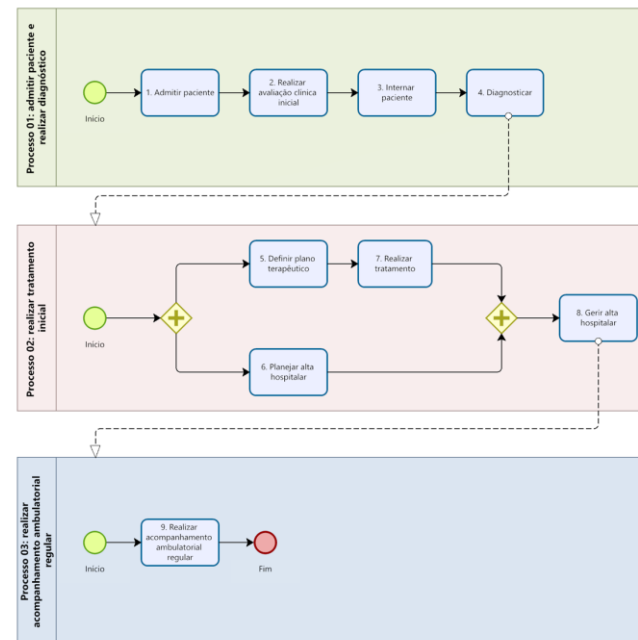 Processo 01: admitir paciente e
realizar diagnóstico
Início
1. Admitir paciente
2. Realizar
avaliação clínica
inicial
3. Internar
paciente
4. Diagnosticar
Processo 02: realizar tratamento
inicial
Início
5. Definir plano
terapêutico
7. Realizar
tratamento
6. Planejar alta
hospitalar
8. Gerir alta
hospitalar
Processo 03: realizar
acompanhamento ambulatorial
regular
Início
9. Realizar
acompanhamento
ambulatorial
regular
Fim